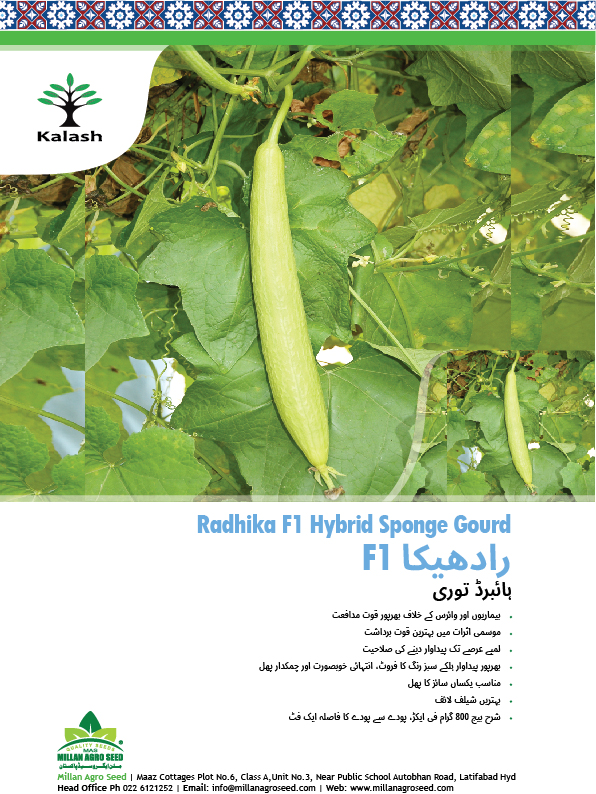 Kalash
Radhika F1 Hybrid Sponge Gourd
رادھیکا F1
ہائبرڈ توری
بیماریوں اور وائرس کے خلاف بھرپور قوت مدافعت
موسمی اثرات میں بہترین قوت برداشت
لمبے عرصے تک پیداوار دینے کی صلاحیت
بھرپور پیداوار ہلکے سبز رنگ کا فروٹ، انتہائی خوبصورت اور چمکدار پھل
مناسب یکساں سائز کا پھل
بہترین شیلف لائف
شرح بیج 800 گرام فی ایکڑ، پودے سے پودے کا فاصلہ ایک فٹ
QUALITY SEEDS
MAS
MILLAN AGRO SEED
ملن ایگرو سیڈ پاکستان
Millan Agro Seed | Maaz Cottages Plot No.6, Class A,Unit No.3, Near Public School Autobhan Road, Latifabad Hyd
Head Office Ph 022 6121252 | Email: info@millanagroseed.com | Web: www.millanagroseed.com